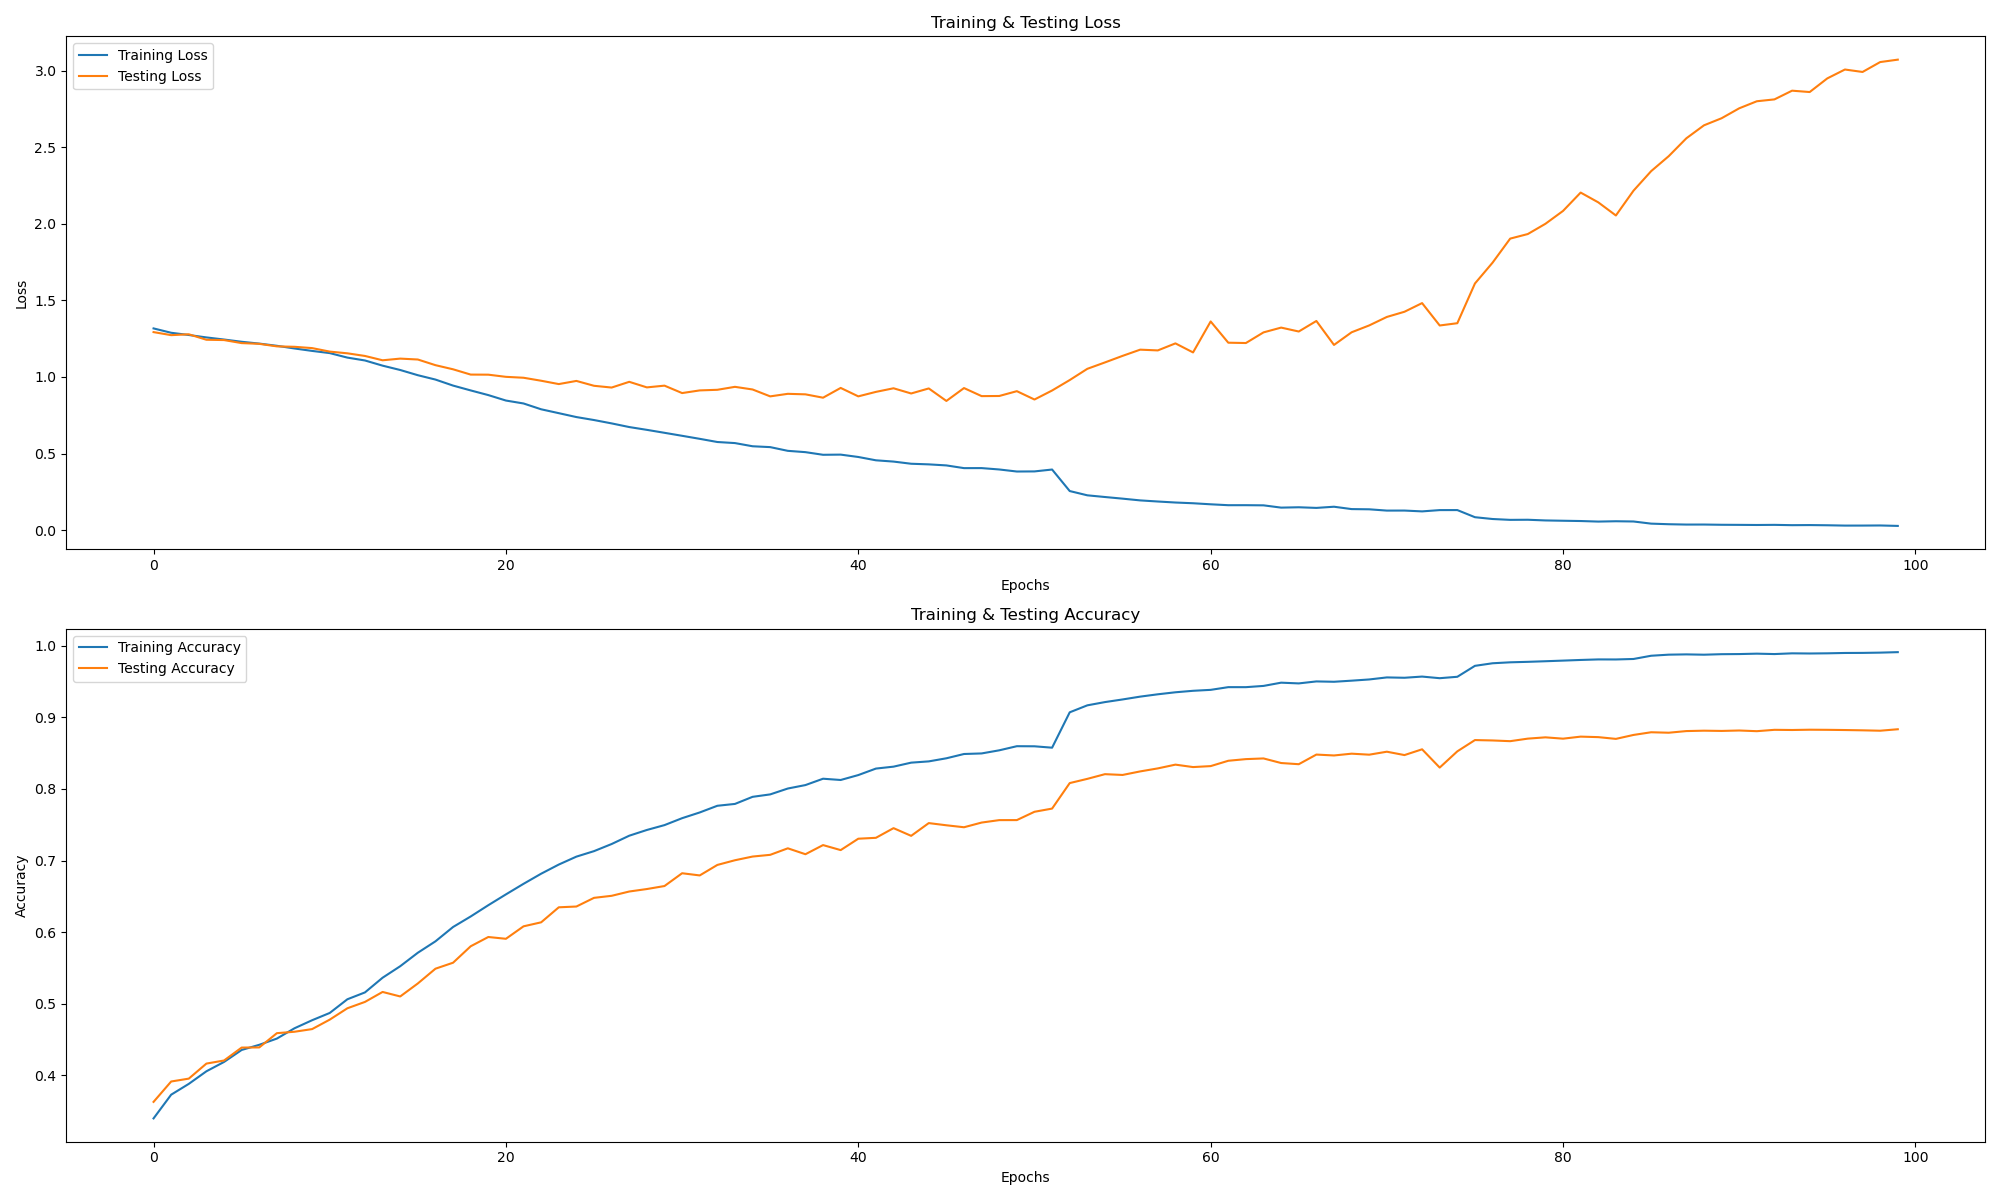 Training & Testing Loss
Training Loss
Testing Loss
3.0
2.5
2.0
1.5
1.0
0.5
0.0
Loss
0 20 40 60 80 100
Epochs
Training & Testing Accuracy
Training Accuracy
Testing Accuracy
1.0
0.9
0.8
0.7
0.6
0.5
0.4
Accuracy
0 20 40 60 80 100
Epochs